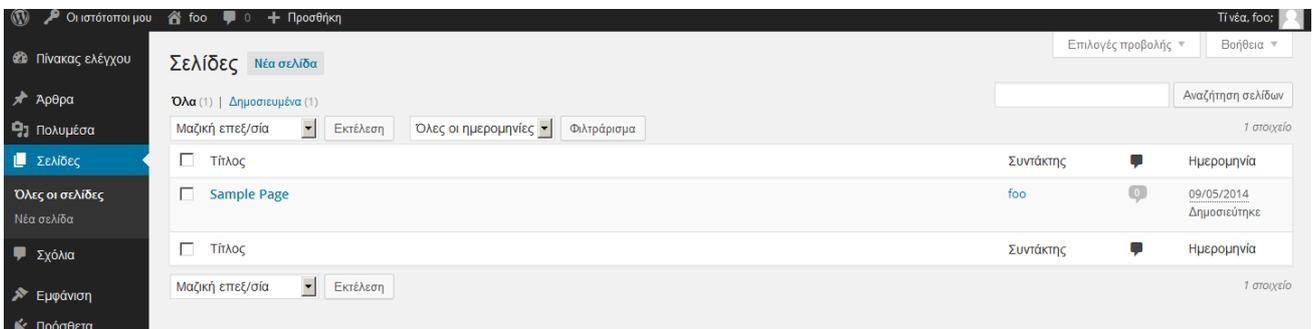 Οι ιστότοποι μου foo 0 Προσθήκη Τί νέα, foo;
Πίνακας ελέγχου
Άρθρα
Πολυμέσα
Σελίδες
Όλες οι σελίδες
Νέα σελίδα
Σχόλια
Εμφάνιση
Πρόσθετα
Επιλογές προβολής Βοήθεια
Σελίδες Νέα σελίδα
Όλα (1) | Δημοσιευμένα (1)
Αναζήτηση σελίδων
Μαζική επεξ/σία Εκτέλεση Όλες οι ημερομηνίες Φιλτράρισμα 1 στοιχείο
Τίτλος Συντάκτης Ημερομηνία
Sample Page foo 0 09/05/2014
Δημοσιεύτηκε
Τίτλος Συντάκτης Ημερομηνία
Μαζική επεξ/σία Εκτέλεση 1 στοιχείο